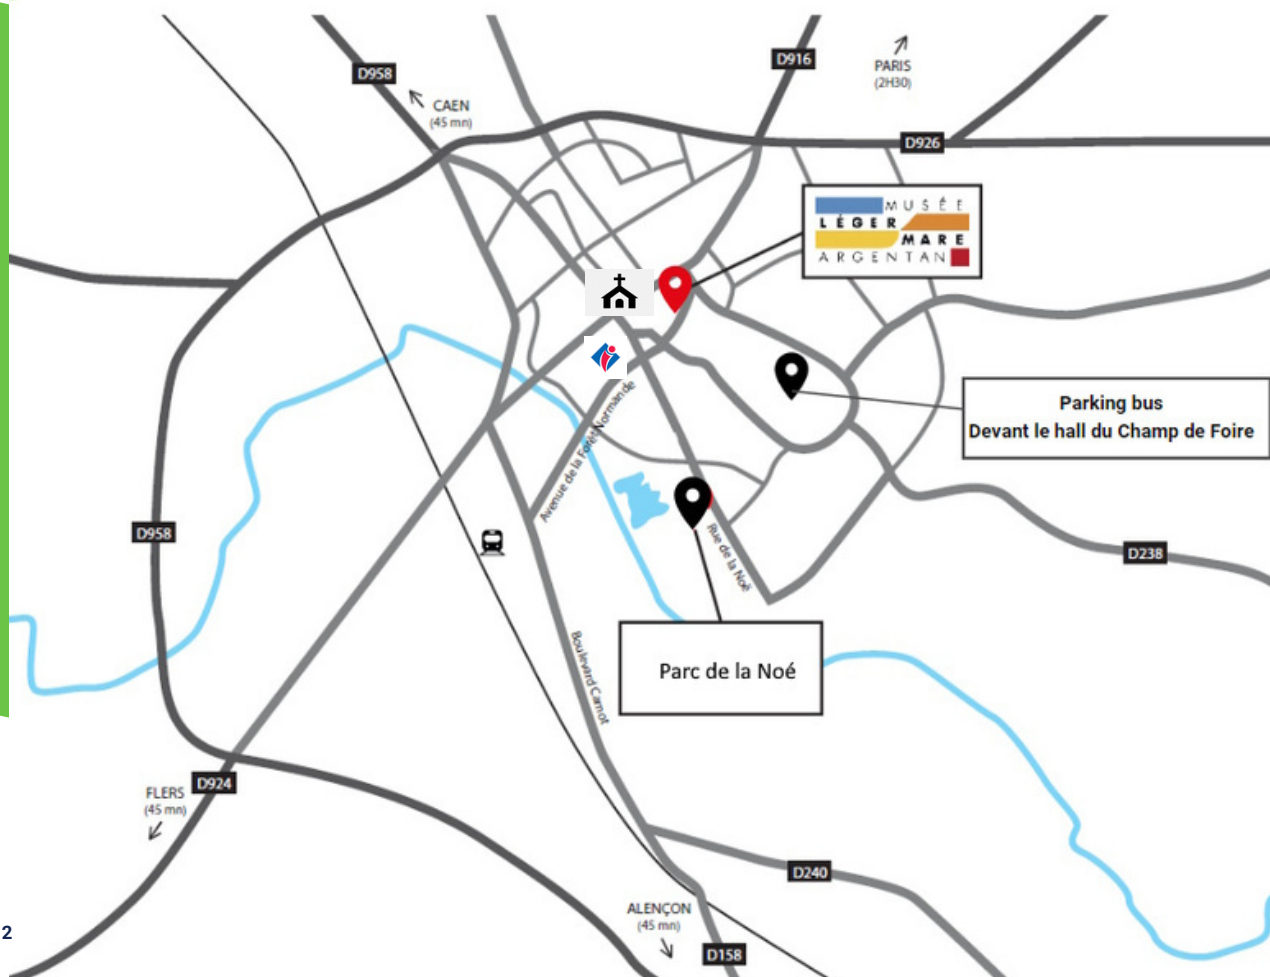 D916
PARIS
(2H30)
D958
CAEN
(45 mn)
D926
MUSÉE
LÉGER
MARE
ARGENTAN
Parking bus
Devant le hall du Champ de Foire
Avenue de la Forêt Normande
D958
Rue de la Noë
D238
Boulevard Carnot
Parc de la Noé
D924
FLERS
(45 mn)
D240
ALENÇON
(45 mn)
D158
2